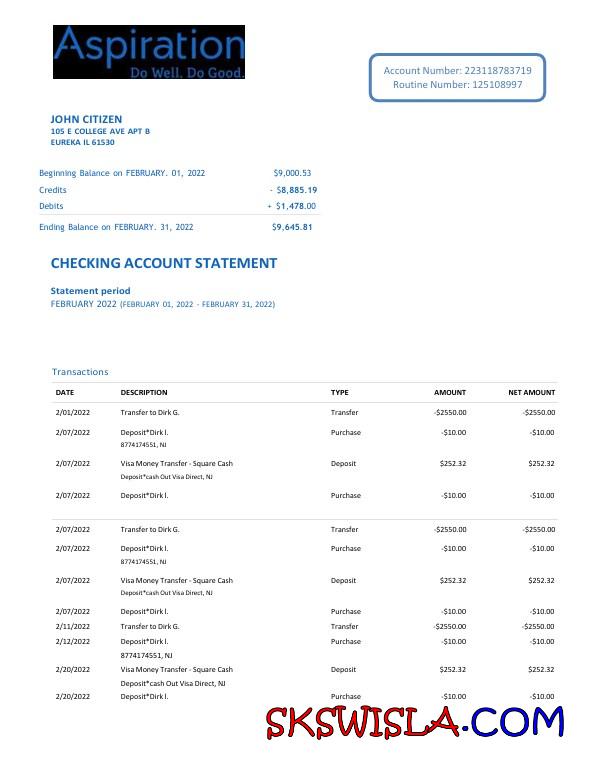 Aspiration
Do Well. Do Good.
Account Number: 223118783719
Routine Number: 125108997
JOHN CITIZEN
105 E COLLEGE AVE APT B
EUREKA IL 61530
Beginning Balance on FEBRUARY. 01, 2022 $9,000.53
Credits - $8,885.19
Debits + $1,478.00
Ending Balance on FEBRUARY. 31, 2022 $9,645.81
CHECKING ACCOUNT STATEMENT
Statement period
FEBRUARY 2022 (FEBRUARY 01, 2022 - FEBRUARY 31, 2022)
Transactions
DATE DESCRIPTION TYPE AMOUNT NET AMOUNT
2/01/2022 Transfer to Dirk G. Transfer -$2550.00 -$2550.00
2/07/2022 Deposit*Dirk l. Purchase -$10.00 -$10.00
8774174551, NJ
2/07/2022 Visa Money Transfer - Square Cash Deposit $252.32 $252.32
Deposit*cash Out Visa Direct, NJ
2/07/2022 Deposit*Dirk l. Purchase -$10.00 -$10.00
2/07/2022 Transfer to Dirk G. Transfer -$2550.00 -$2550.00
2/07/2022 Deposit*Dirk l. Purchase -$10.00 -$10.00
8774174551, NJ
2/07/2022 Visa Money Transfer - Square Cash Deposit $252.32 $252.32
Deposit*cash Out Visa Direct, NJ
2/07/2022 Deposit*Dirk l. Purchase -$10.00 -$10.00
2/11/2022 Transfer to Dirk G. Transfer -$2550.00 -$2550.00
2/12/2022 Deposit*Dirk l. Purchase -$10.00 -$10.00
8774174551, NJ
2/20/2022 Visa Money Transfer - Square Cash Deposit $252.32 $252.32
Deposit*cash Out Visa Direct, NJ
2/20/2022 Deposit*Dirk l. Purchase -$10.00 -$10.00
SKSWISLA.COM